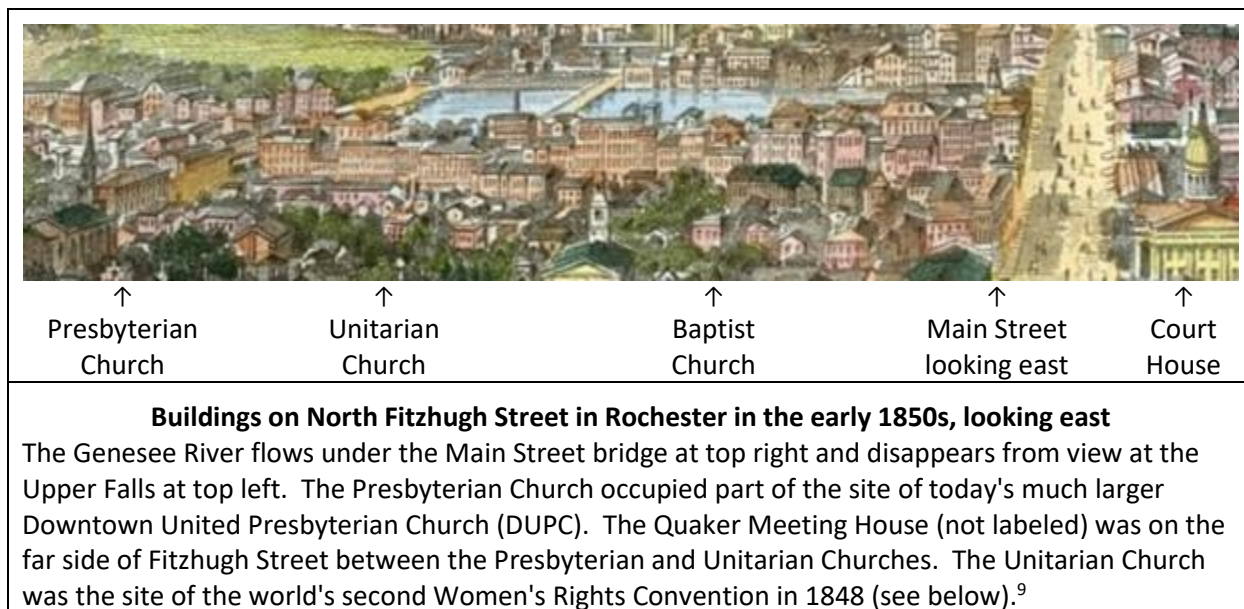 ↑ ↑ ↑ ↑ ↑
Presbyterian Unitarian Baptist Main Street Court
Church Church Church looking east House
Buildings on North Fitzhugh Street in Rochester in the early 1850s, looking east
The Genesee River flows under the Main Street bridge at top right and disappears from view at the
Upper Falls at top left.  The Presbyterian Church occupied part of the site of today's much larger
Downtown United Presbyterian Church (DUPC).  The Quaker Meeting House (not labeled) was on the
far side of Fitzhugh Street between the Presbyterian and Unitarian Churches.  The Unitarian Church
was the site of the world's second Women's Rights Convention in 1848 (see below).⁹